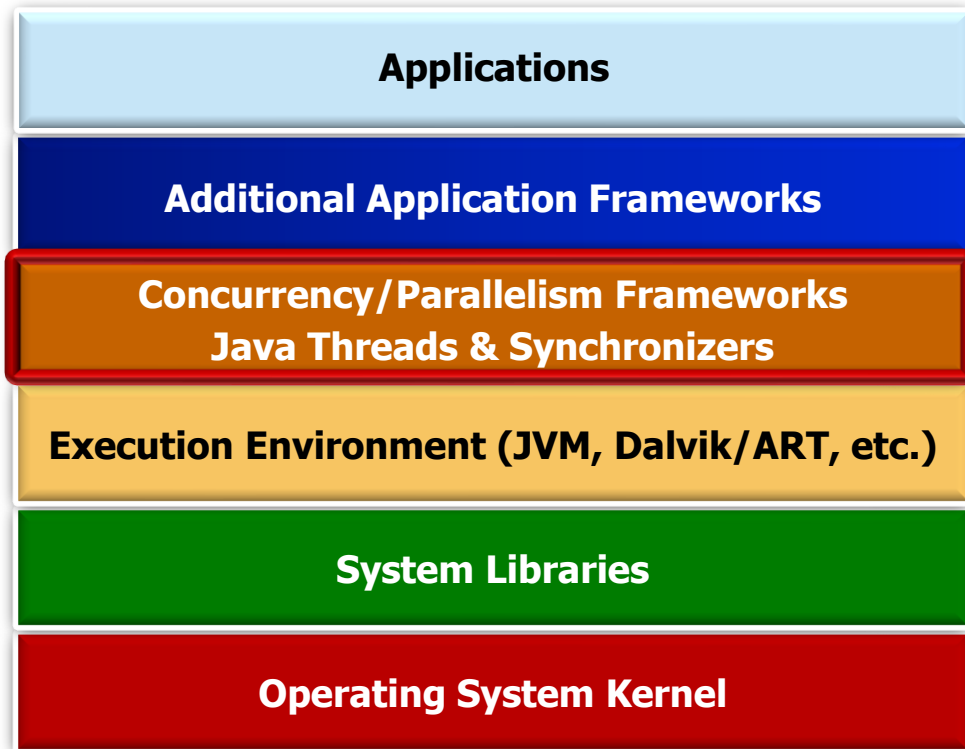 Applications
Additional Application Frameworks
Concurrency/Parallelism Frameworks
Java Threads & Synchronizers
Execution Environment (JVM, Dalvik/ART, etc.)
System Libraries
Operating System Kernel